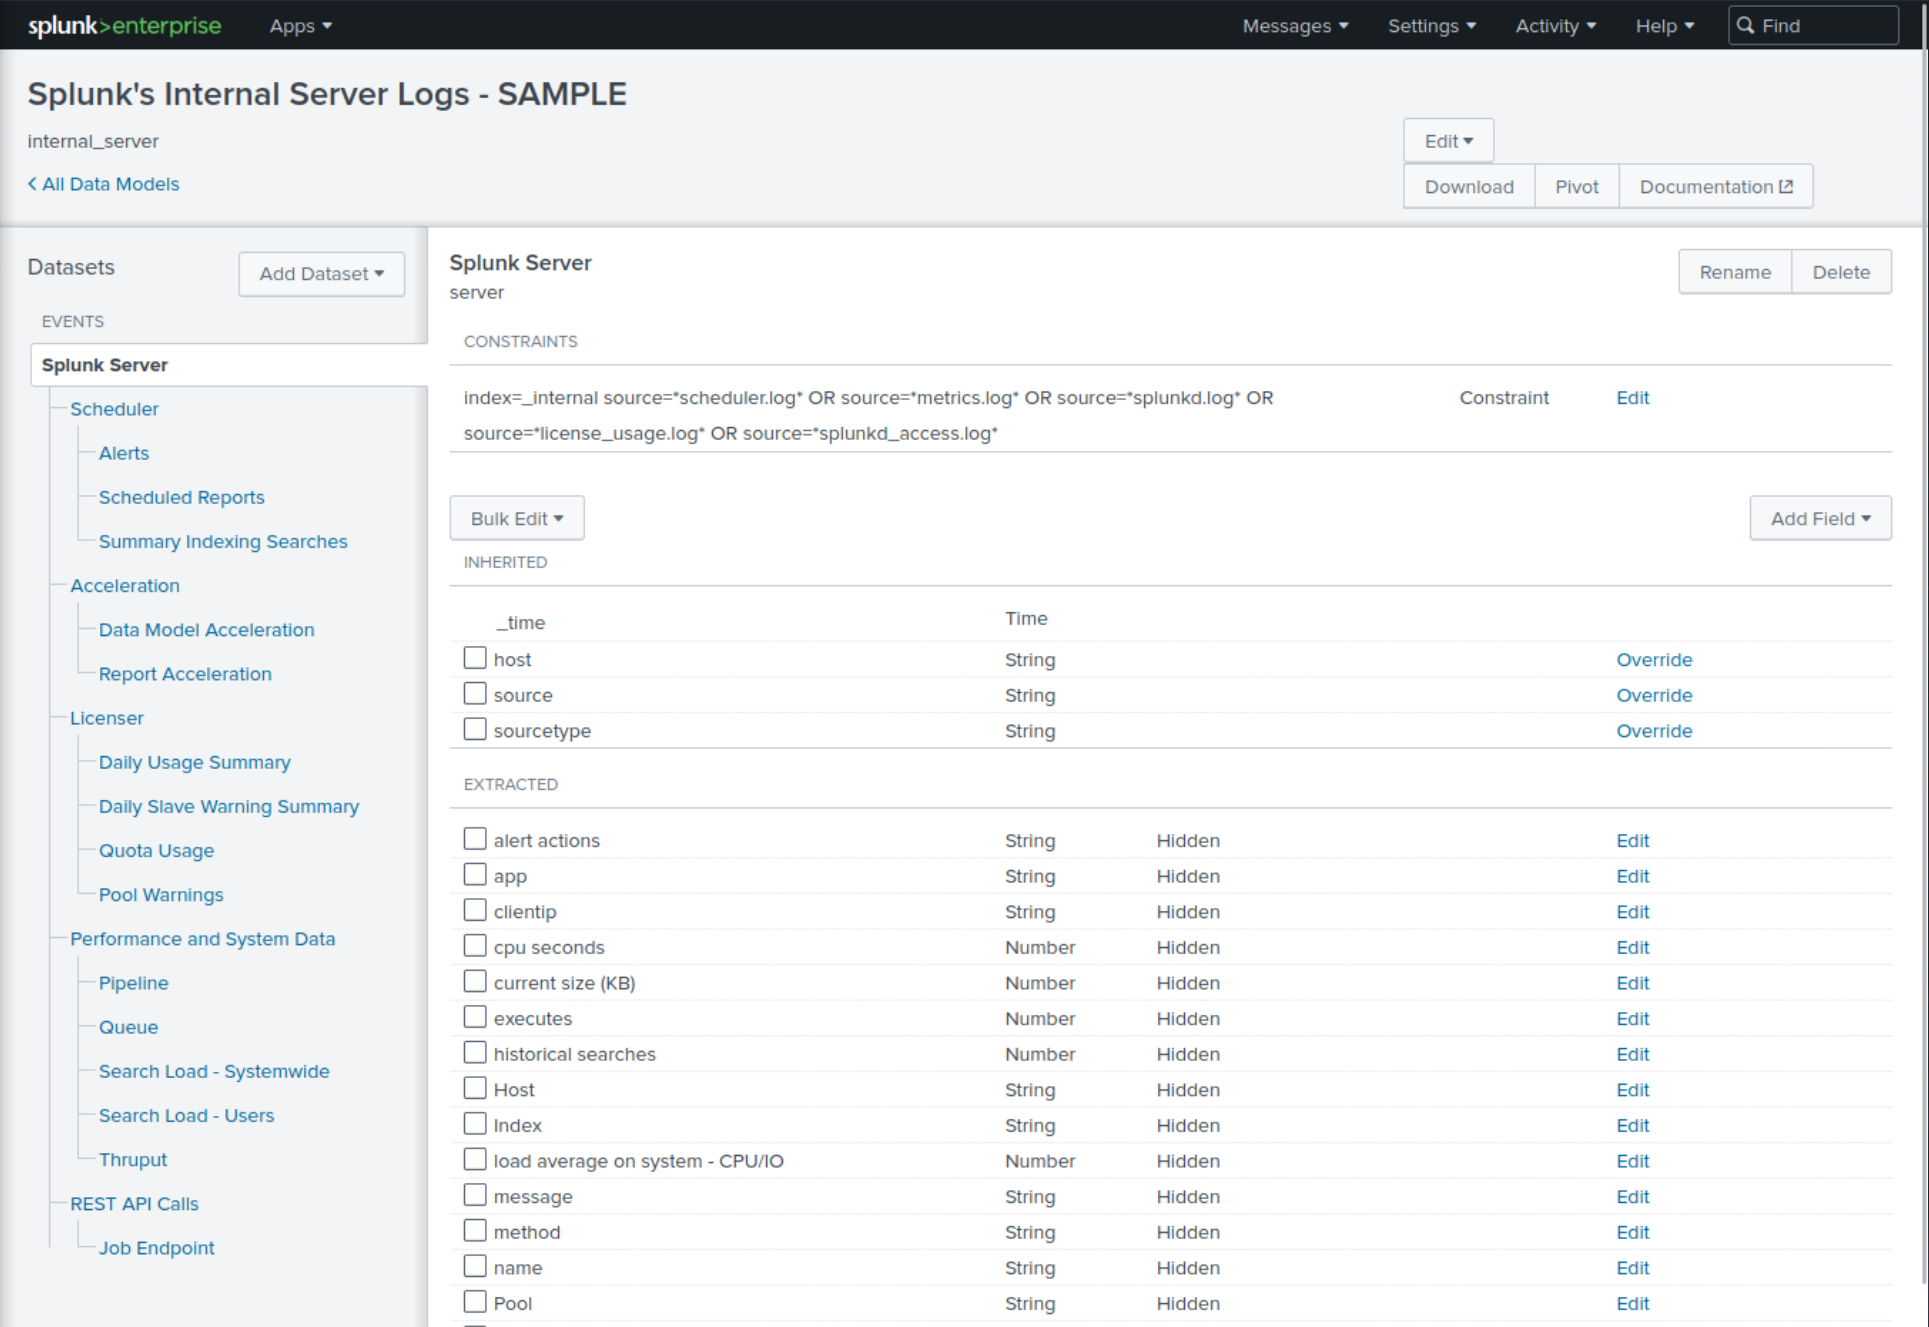 splunk>enterprise Apps Messages Settings Activity Help Find
Splunk's Internal Server Logs - SAMPLE
internal_server
< All Data Models
Edit
Download Pivot Documentation
Datasets
Add Dataset
EVENTS
Splunk Server
Scheduler
Alerts
Scheduled Reports
Summary Indexing Searches
Acceleration
Data Model Acceleration
Report Acceleration
Licenser
Daily Usage Summary
Daily Slave Warning Summary
Quota Usage
Pool Warnings
Performance and System Data
Pipeline
Queue
Search Load - Systemwide
Search Load - Users
Thruput
REST API Calls
Job Endpoint
Splunk Server
server
Rename Delete
CONSTRAINTS
index=_internal source=*scheduler.log* OR source=*metrics.log* OR source=*splunkd.log* OR
source=*license_usage.log* OR source=*splunkd_access.log*
Constraint Edit
Bulk Edit Add Field
INHERITED
_time Time
host String Override
source String Override
sourcetype String Override
EXTRACTED
alert actions String Hidden Edit
app String Hidden Edit
clientip String Hidden Edit
cpu seconds Number Hidden Edit
current size (KB) Number Hidden Edit
executes Number Hidden Edit
historical searches Number Hidden Edit
Host String Hidden Edit
Index String Hidden Edit
load average on system - CPU/IO Number Hidden Edit
message String Hidden Edit
method String Hidden Edit
name String Hidden Edit
Pool String Hidden Edit